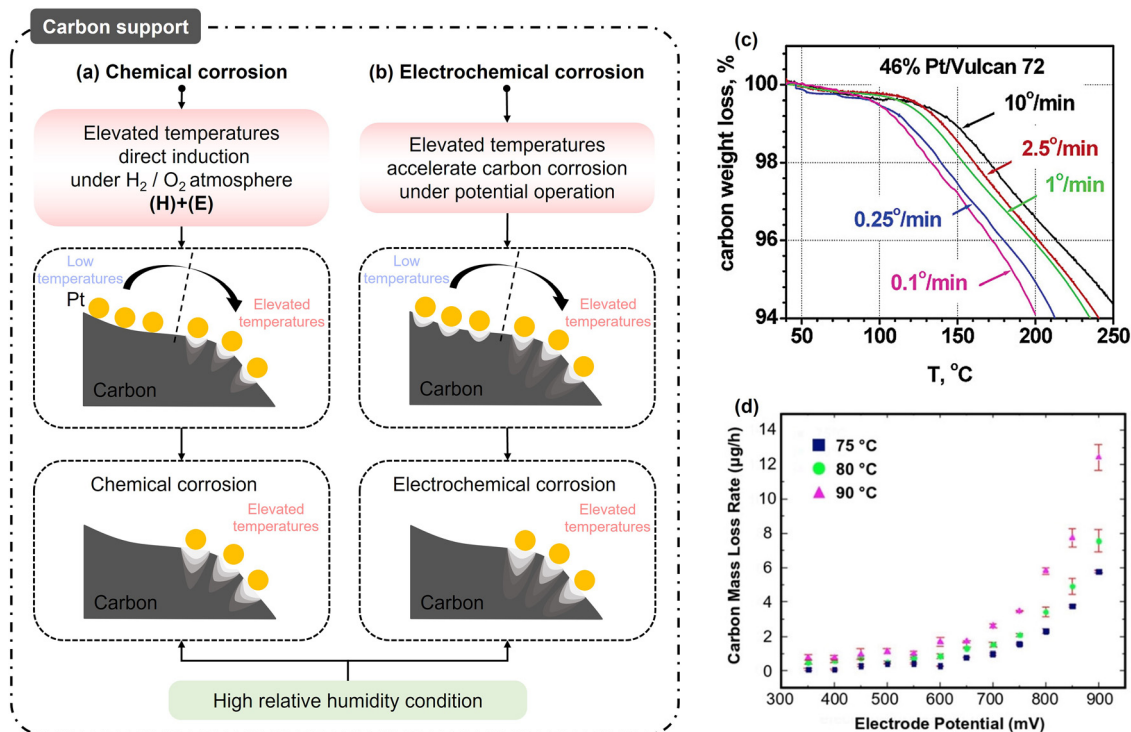 Carbon support
(a) Chemical corrosion
Elevated temperatures
direct induction
under H₂ / O₂ atmosphere
(H)+(E)
Low
temperatures
Pt
Elevated
temperatures
Carbon
Chemical corrosion
Elevated
temperatures
Carbon
(b) Electrochemical corrosion
Elevated temperatures
accelerate carbon corrosion
under potential operation
Low
temperatures
Elevated
temperatures
Carbon
Electrochemical corrosion
Elevated
temperatures
Carbon
High relative humidity condition
(c)
46% Pt/Vulcan 72
10°/min
2.5°/min
1°/min
0.25°/min
0.1°/min
carbon weight loss, %
100
98
96
94
50 100 150 200 250
T, °C
(d)
75 °C
80 °C
90 °C
Carbon Mass Loss Rate (μg/h)
14
12
10
8
6
4
2
0
300 400 500 600 700 800 900
Electrode Potential (mV)